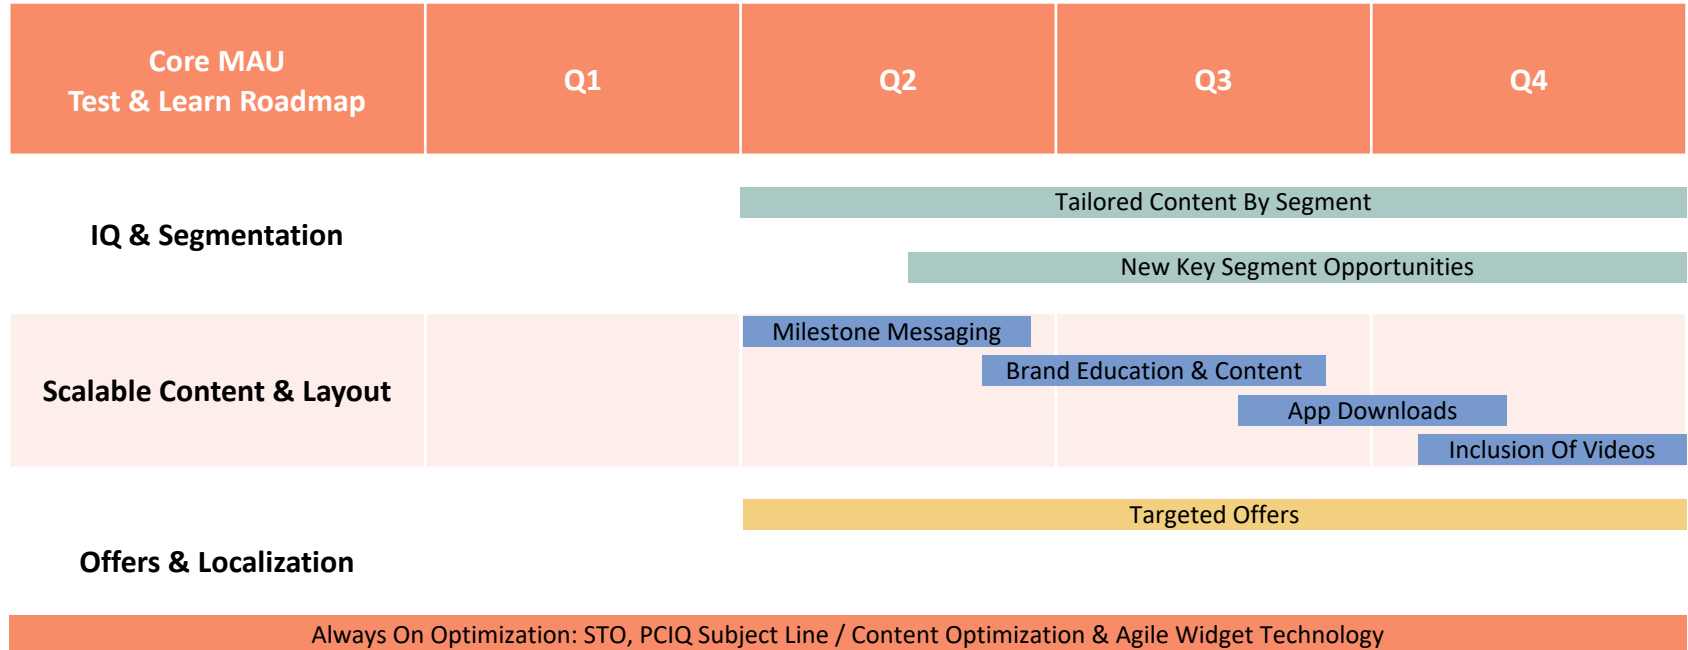 Core MAU
Test & Learn Roadmap
Q1
Q2
Q3
Q4
IQ & Segmentation
Tailored Content By Segment
New Key Segment Opportunities
Scalable Content & Layout
Milestone Messaging
Brand Education & Content
App Downloads
Inclusion Of Videos
Offers & Localization
Targeted Offers
Always On Optimization: STO, PCIQ Subject Line / Content Optimization & Agile Widget Technology